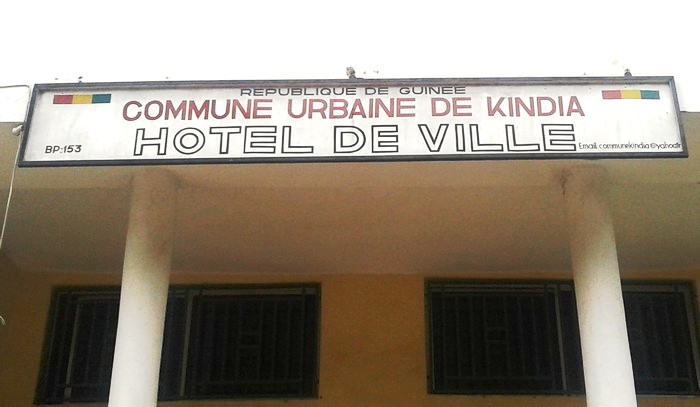 REPUBLIQUE DE GUINEE
COMMUNE URBAINE DE KINDIA
HOTEL DE VILLE
BP:153
Email: communekindia@yahoo.fr